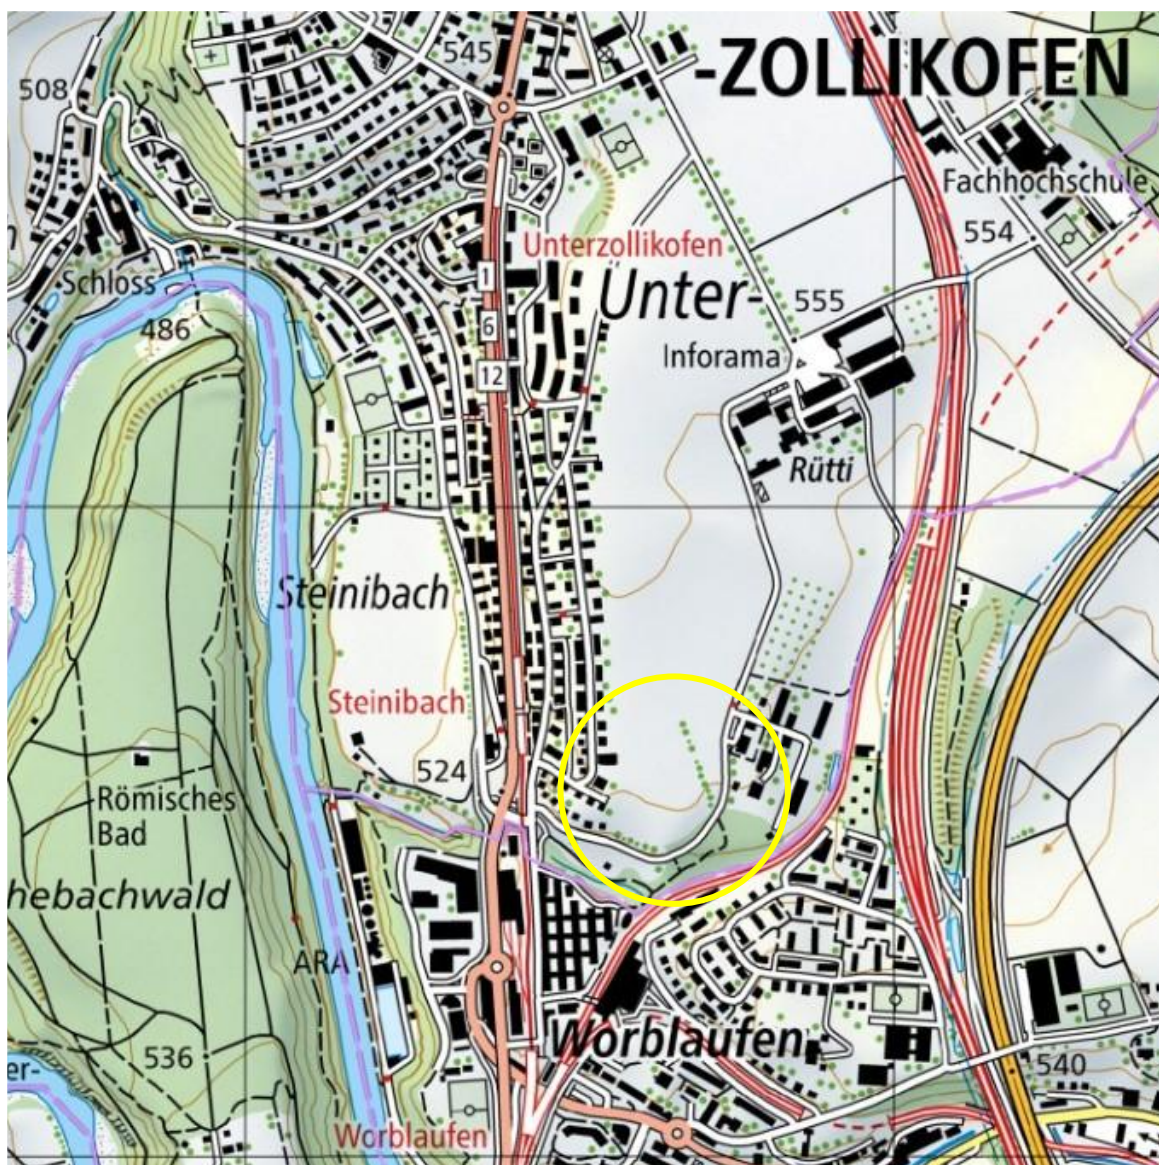 -ZOLLIKOFEN
545
508
Fachhochschule
554
Unterzollikofen
Schloss
1
Unter-
555
486
6
Inforama
12
Rütti
Steinibach
Steinibach
524
Römisches
Bad
hebachwald
ARA
Worblaufen
536
540
er-
Worblaufen